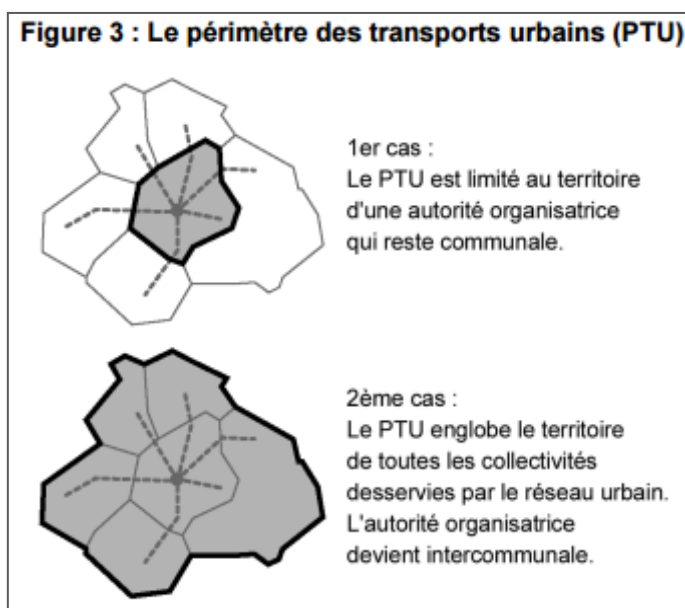 Figure 3 : Le périmètre des transports urbains (PTU)
1er cas :
Le PTU est limité au territoire
d'une autorité organisatrice
qui reste communale.
2ème cas :
Le PTU englobe le territoire
de toutes les collectivités
desservies par le réseau urbain.
L'autorité organisatrice
devient intercommunale.